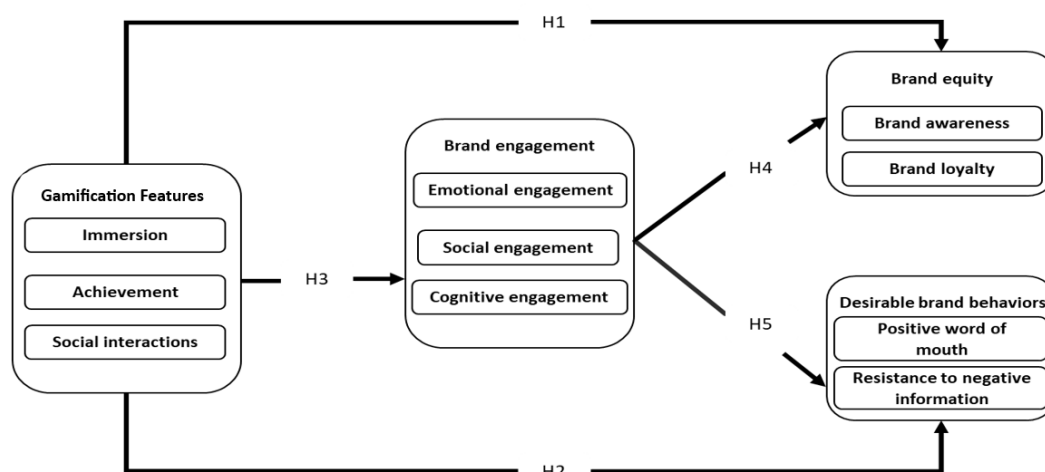 H1
Brand equity
Brand awareness
Brand loyalty
Brand engagement
Emotional engagement
Social engagement
Cognitive engagement
H4
Gamification Features
Immersion
Achievement
Social interactions
H3
H5
Desirable brand behaviors
Positive word of
mouth
Resistance to negative
information
H2